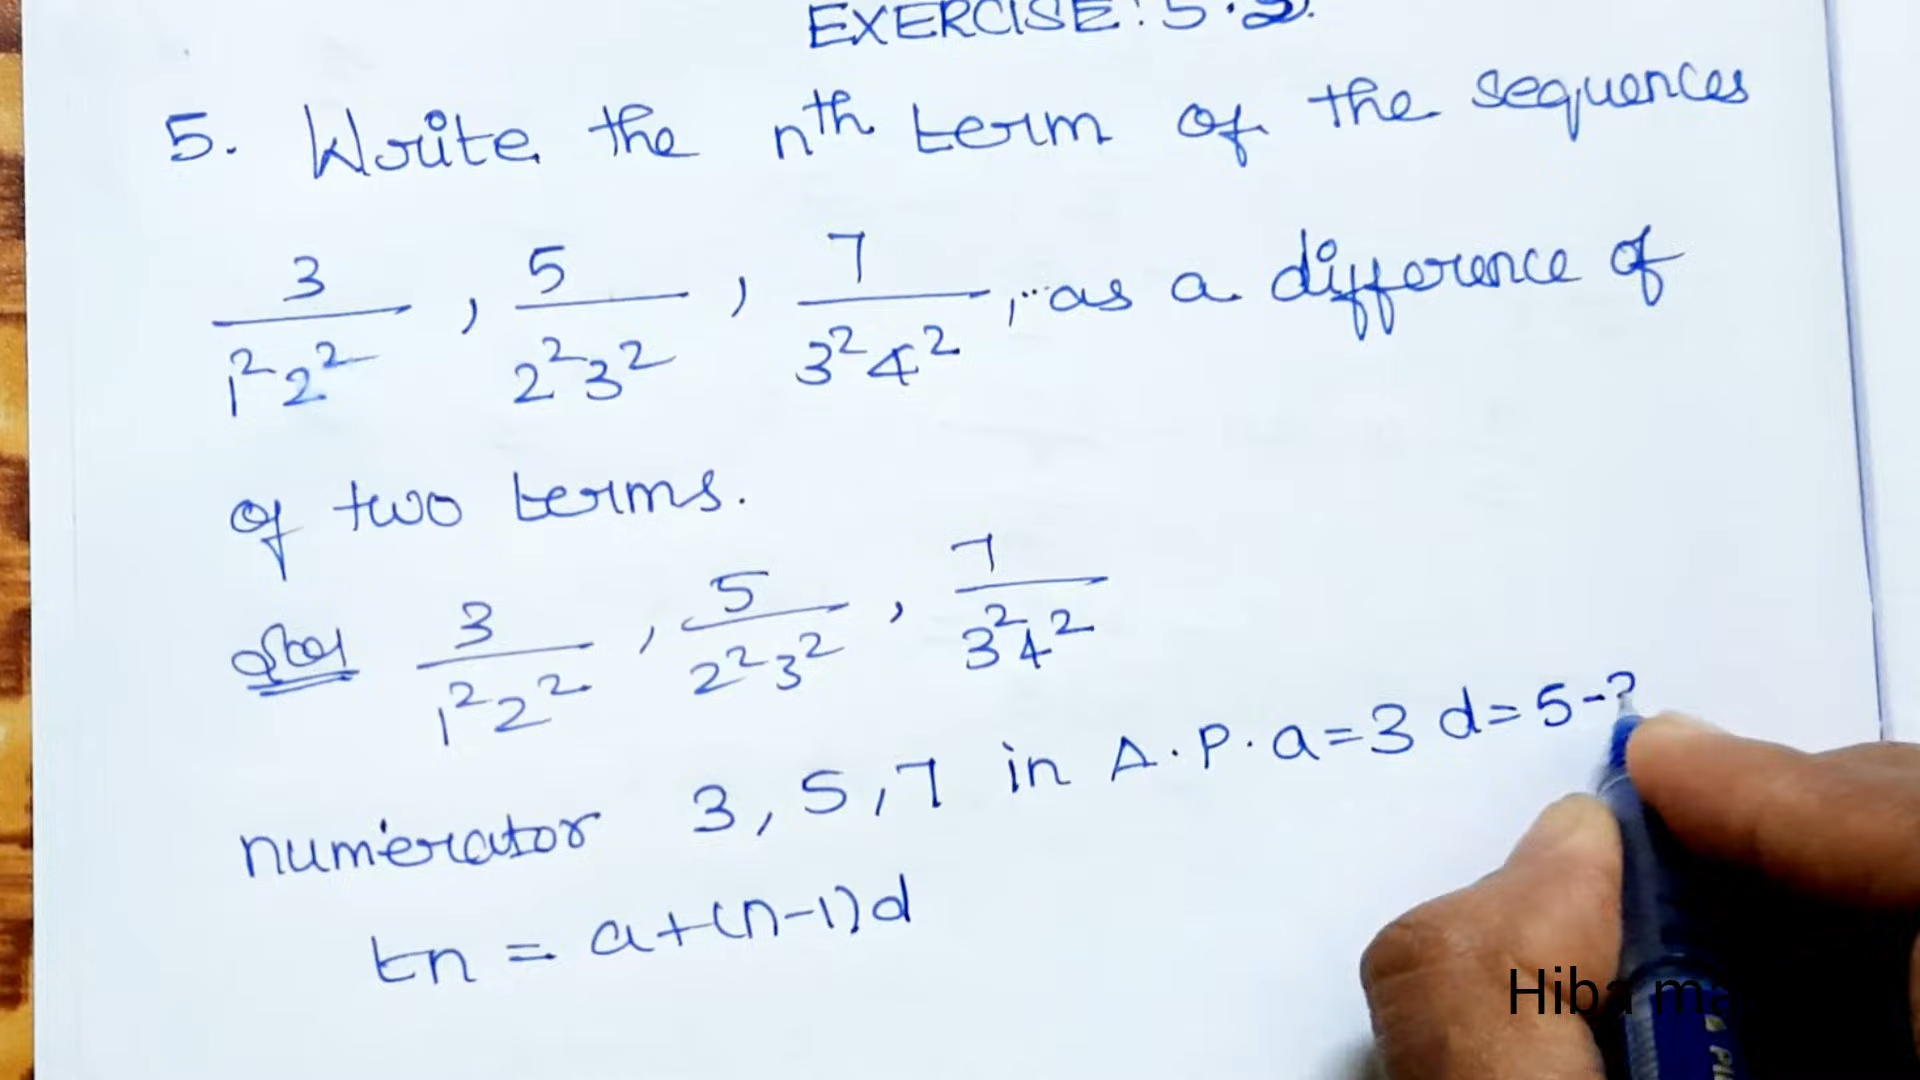 EXERCISE: 5.2.
5. Write the nth term of the sequences
3/1²2², 5/2²3², 7/3²4², ... as a difference of
of two terms.
3/1²2², 5/2²3², 7/3²4²
numerator 3, 5, 7 in A.P. a=3 d=5-3
tn = a+(n-1)d
Hiba